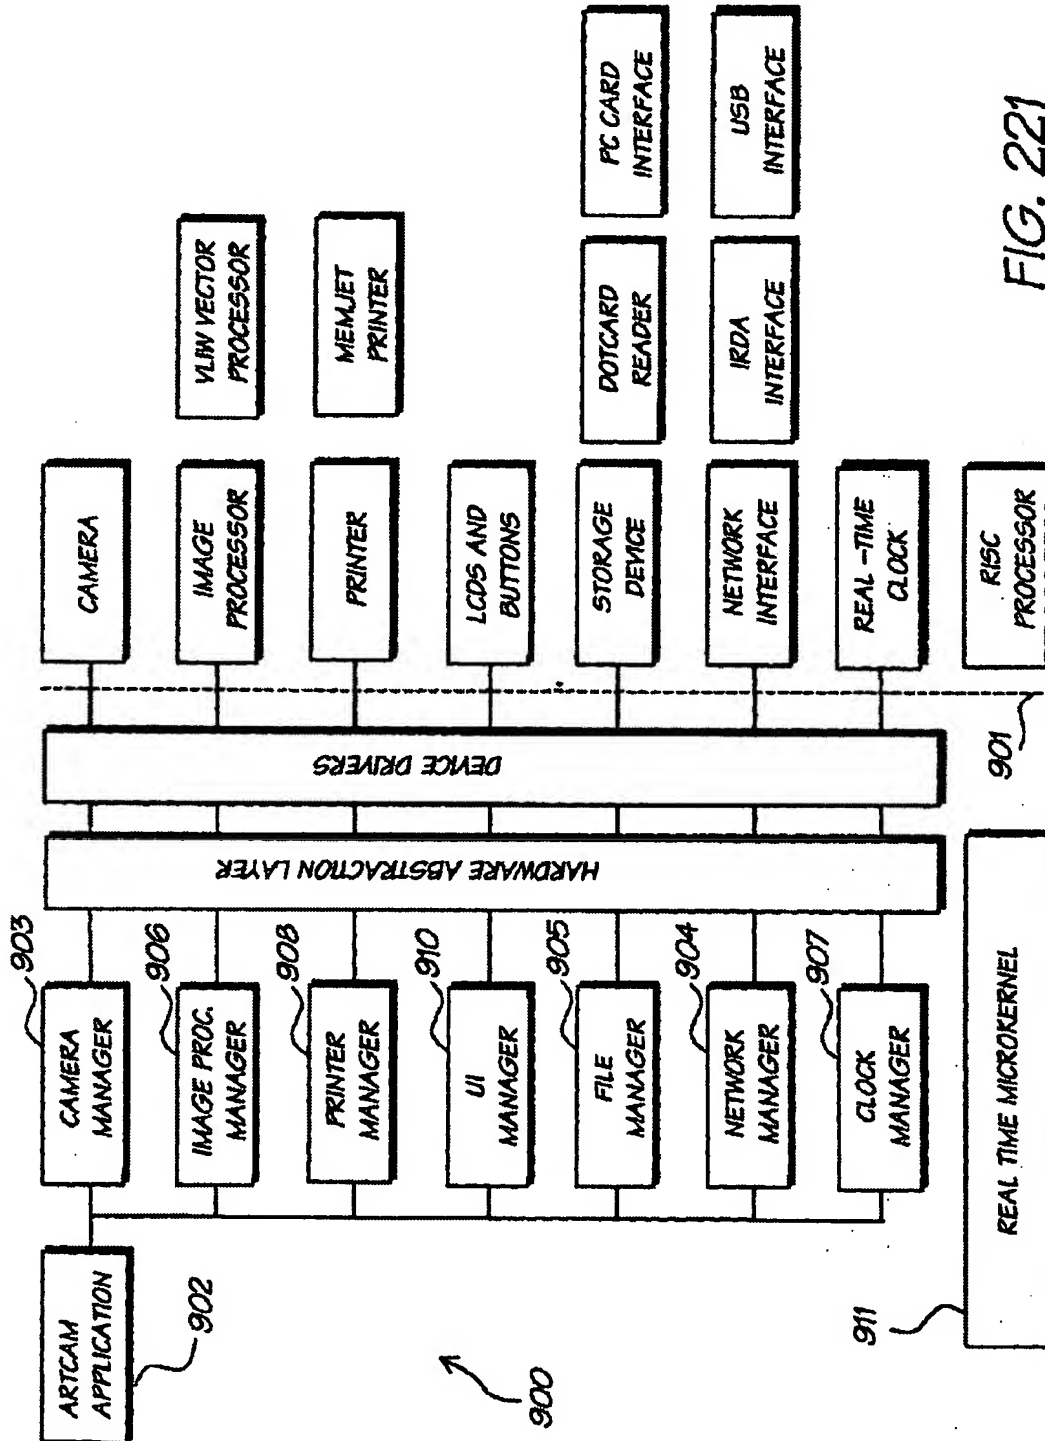 ARTCAM
APPLICATION
902
900
CAMERA
MANAGER
903
IMAGE PROC.
MANAGER
906
PRINTER
MANAGER
908
UI
MANAGER
910
FILE
MANAGER
905
NETWORK
MANAGER
904
CLOCK
MANAGER
907
HARDWARE ABSTRACTION LAYER
DEVICE DRIVERS
CAMERA
IMAGE
PROCESSOR
VLIW VECTOR
PROCESSOR
PRINTER
MEMJET
PRINTER
LCDS AND
BUTTONS
STORAGE
DEVICE
DOTCARD
READER
PC CARD
INTERFACE
NETWORK
INTERFACE
IRDA
INTERFACE
USB
INTERFACE
REAL-TIME
CLOCK
REAL TIME MICROKERNEL
911
901
RISC
PROCESSOR
FIG. 221